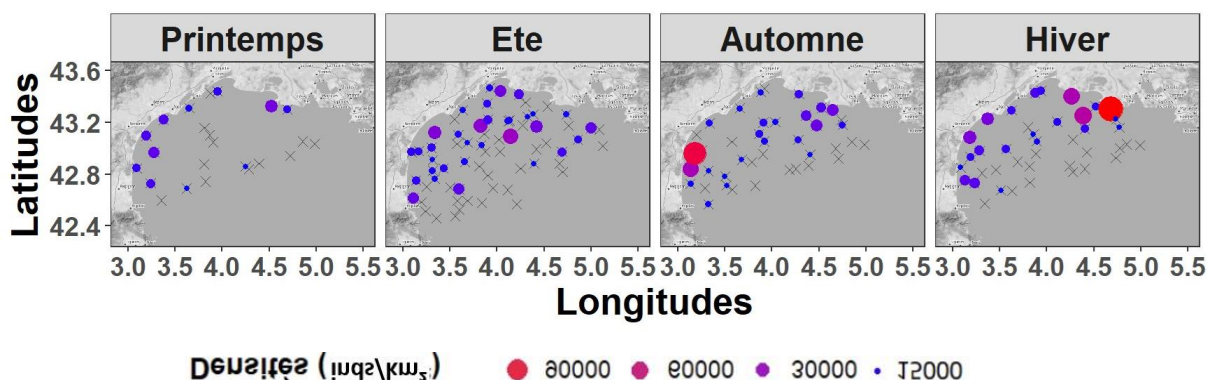 Printemps Ete Automne Hiver
Latitudes
43.6
43.2
42.8
42.4
3.0 3.5 4.0 4.5 5.0 5.5 3.0 3.5 4.0 4.5 5.0 5.5 3.0 3.5 4.0 4.5 5.0 5.5 3.0 3.5 4.0 4.5 5.0 5.5
Longitudes
Densités (inds/km²) 90000 60000 30000 15000